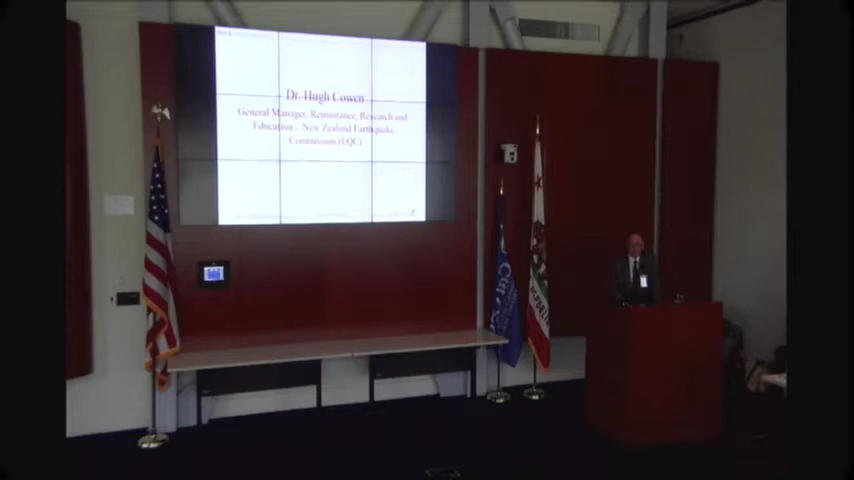 Dr. Hugh Cowen
General Manager, Reinsurance, Research and
Education – New Zealand Earthquake
Commission (EQC)